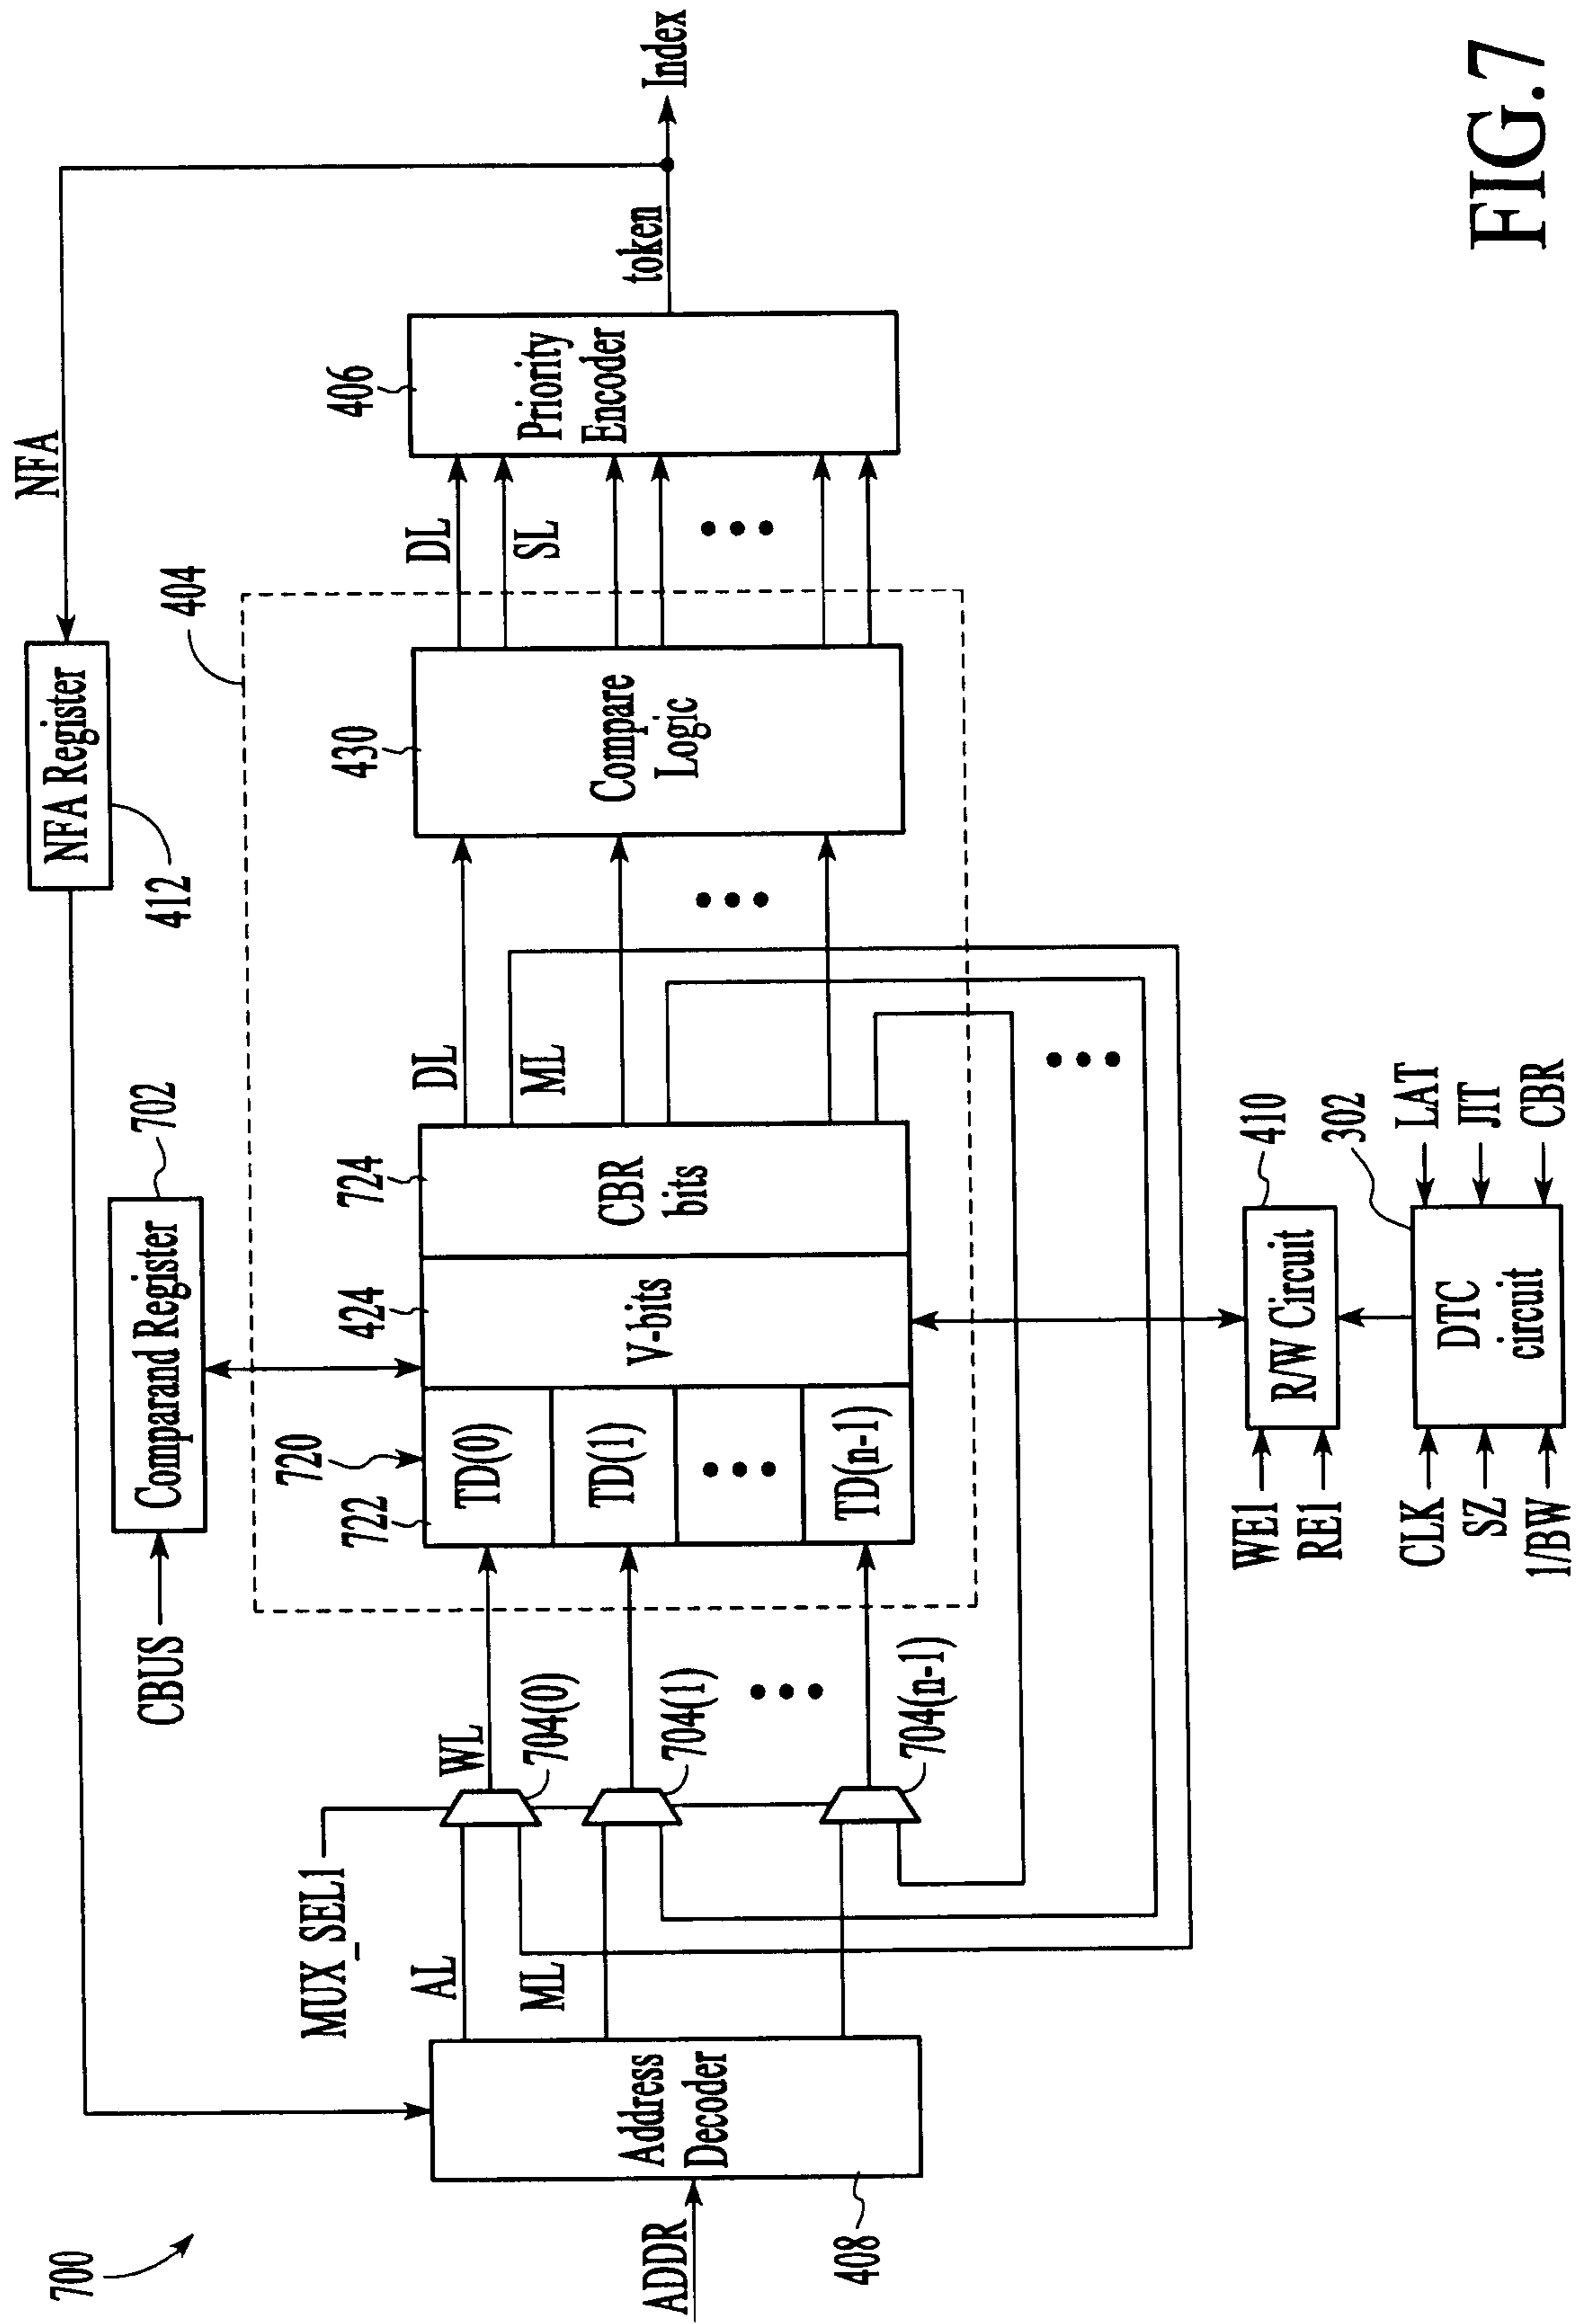 700
NFA
NFA Register
412
404
CBUS
Comparand Register
702
MUX_SEL1
720
722
424
724
430
406
AL
WL
DL
DL
ML
ML
SL
token
Index
ADDR
Address
Decoder
408
704(0)
704(1)
704(n-1)
TD(0)
TD(1)
TD(n-1)
V-bits
CBR
bits
Compare
Logic
Priority
Encoder
WE1
RE1
R/W Circuit
410
302
CLK
SZ
1/BW
DTC
circuit
LAT
JIT
CBR
FIG.7